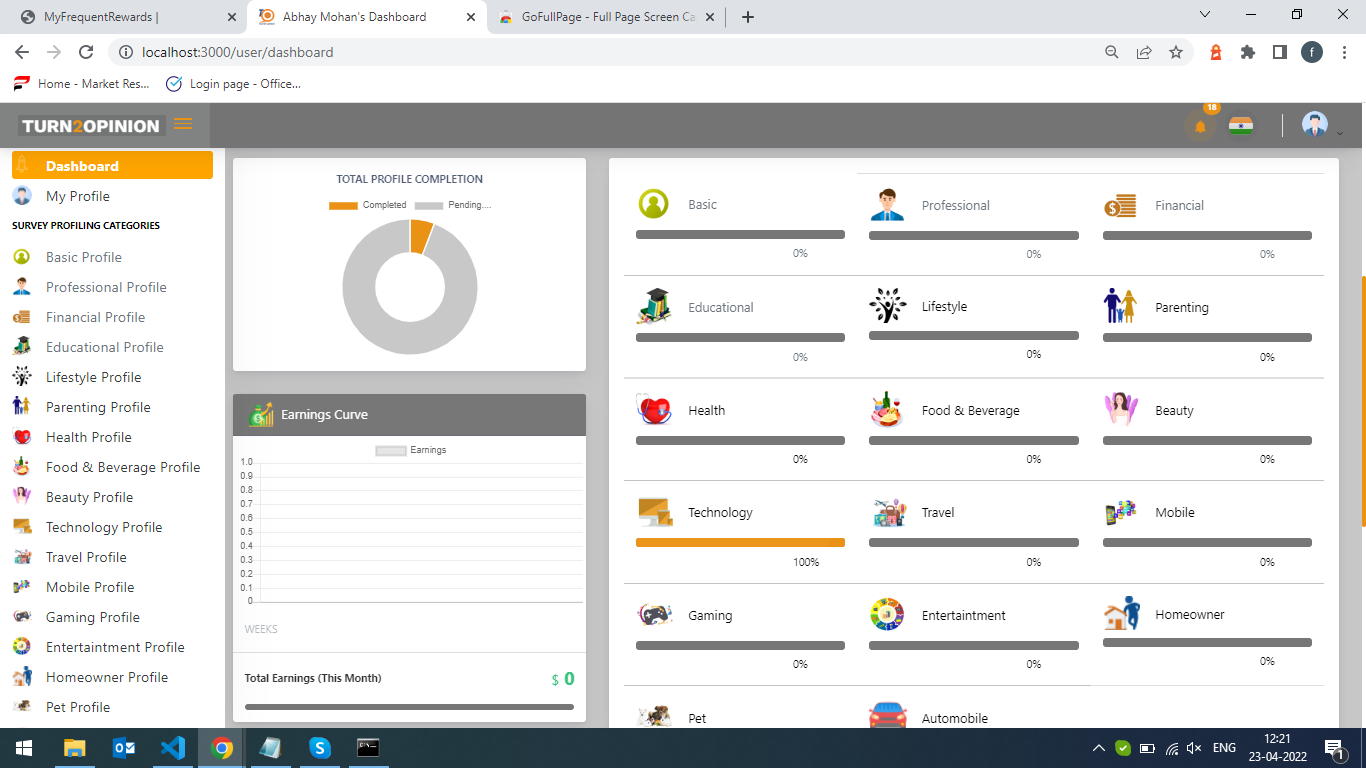 MyFrequentRewards |
Abhay Mohan's Dashboard
GoFullPage - Full Page Screen Ca
localhost:3000/user/dashboard
f
Home - Market Res...
Login page - Office...
TURN2OPINION
18
Dashboard
My Profile
SURVEY PROFILING CATEGORIES
Basic Profile
Professional Profile
Financial Profile
Educational Profile
Lifestyle Profile
Parenting Profile
Health Profile
Food & Beverage Profile
Beauty Profile
Technology Profile
Travel Profile
Mobile Profile
Gaming Profile
Entertaintment Profile
Homeowner Profile
Pet Profile
TOTAL PROFILE COMPLETION
Completed Pending....
Earnings Curve
Earnings
1.0
0.9
0.8
0.7
0.6
0.5
0.4
0.3
0.2
0.1
0
WEEKS
Total Earnings (This Month) $ 0
Basic Professional Financial
0% 0% 0%
Educational Lifestyle Parenting
0% 0% 0%
Health Food & Beverage Beauty
0% 0% 0%
Technology Travel Mobile
100% 0% 0%
Gaming Entertaintment Homeowner
0% 0% 0%
Pet Automobile
ENG
12:21
23-04-2022
1